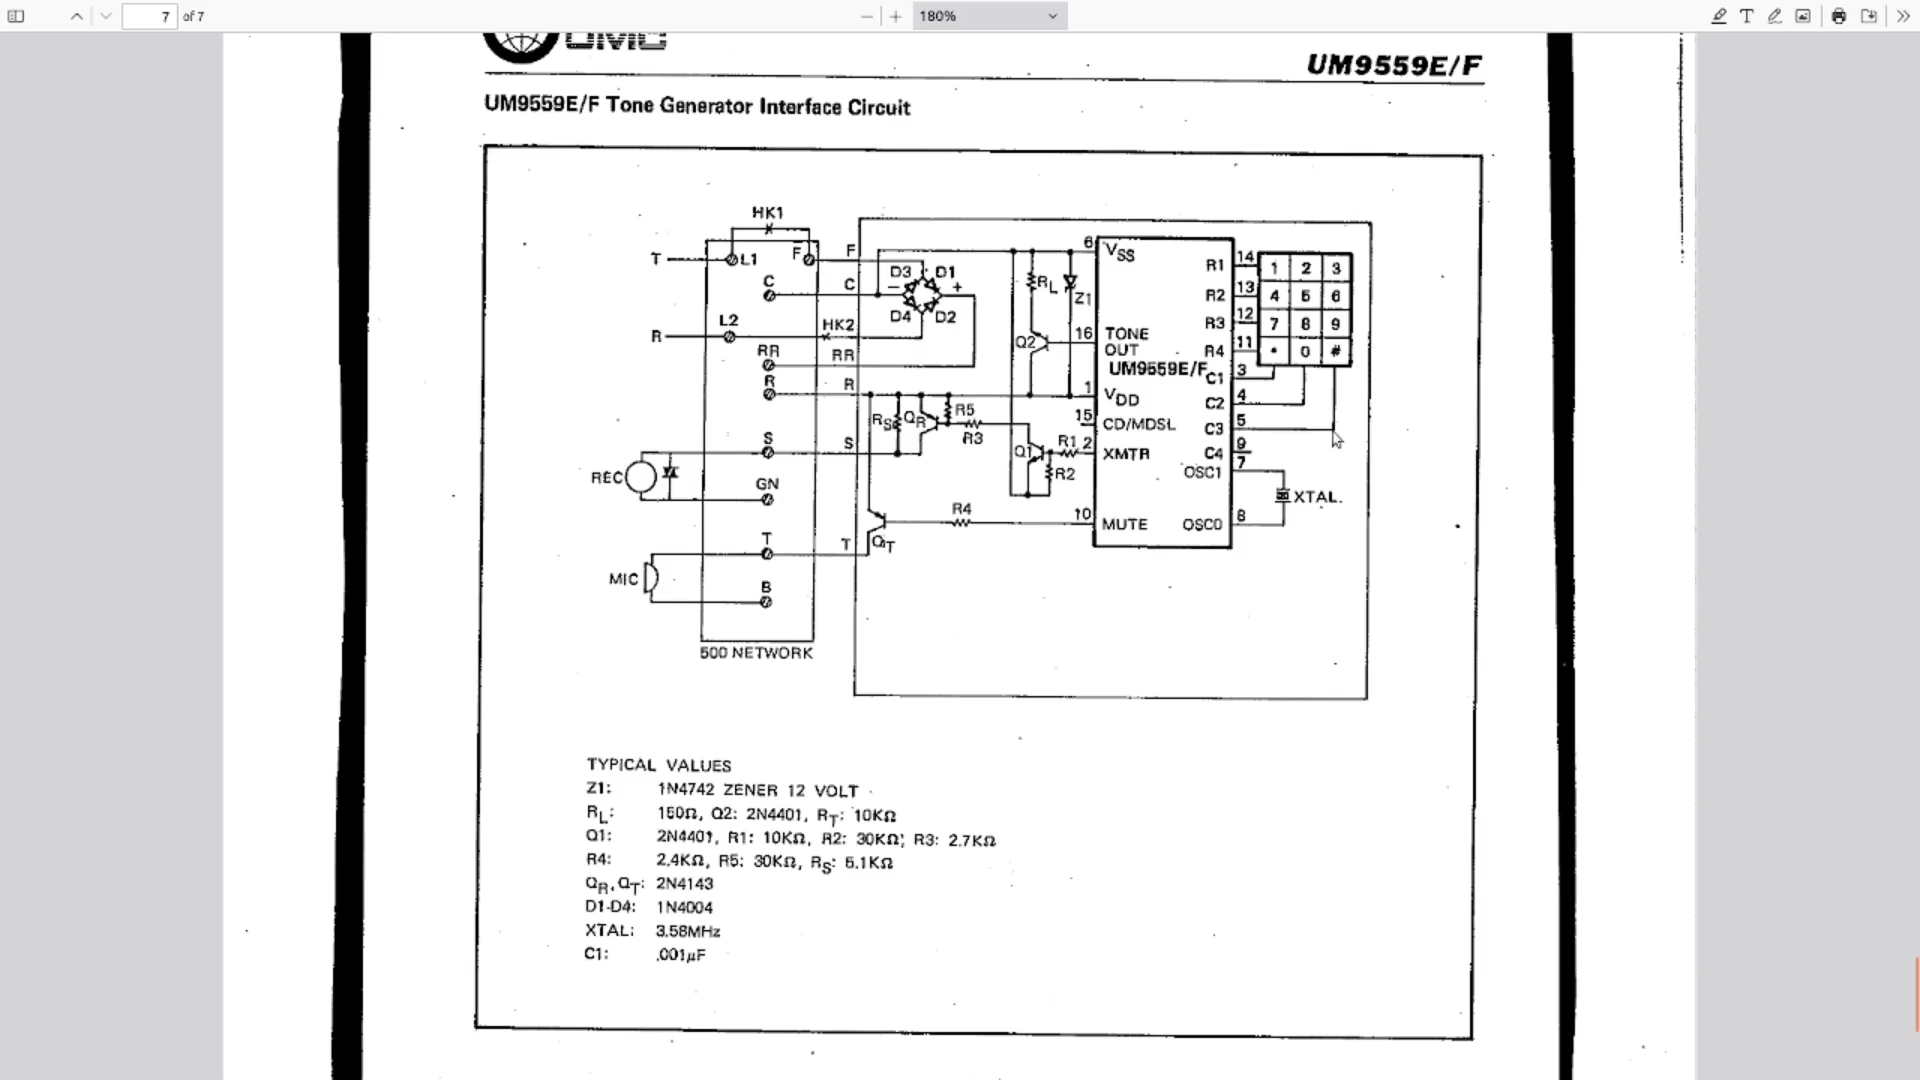 7 of 7
180%
UMC
UM9559E/F
UM9559E/F Tone Generator Interface Circuit
HK1
T L1 F F
C C
D3 D1
- +
D4 D2
L2
R HK2
RR RR
R R
S S
REC
GN
T T
MIC
B
500 NETWORK
RL Z1
Q2
RS QR R5
R3
Q1 R1
R2
R4
QT
6 VSS
16 TONE
OUT
UM9559E/F
1 VDD
15 CD/MDSL
2 XMTR
10 MUTE
R1 14
R2 13
R3 12
R4 11
C1 3
C2 4
C3 5
C4 9
OSC1 7
OSCO 8
XTAL.
1 2 3
4 5 6
7 8 9
* 0 #
TYPICAL VALUES
Z1: 1N4742 ZENER 12 VOLT
RL: 150Ω, Q2: 2N4401, RT: 10KΩ
Q1: 2N4401, R1: 10KΩ, R2: 30KΩ; R3: 2.7KΩ
R4: 2.4KΩ, R5: 30KΩ, RS: 5.1KΩ
QR, QT: 2N4143
D1-D4: 1N4004
XTAL: 3.58MHz
C1: .001µF